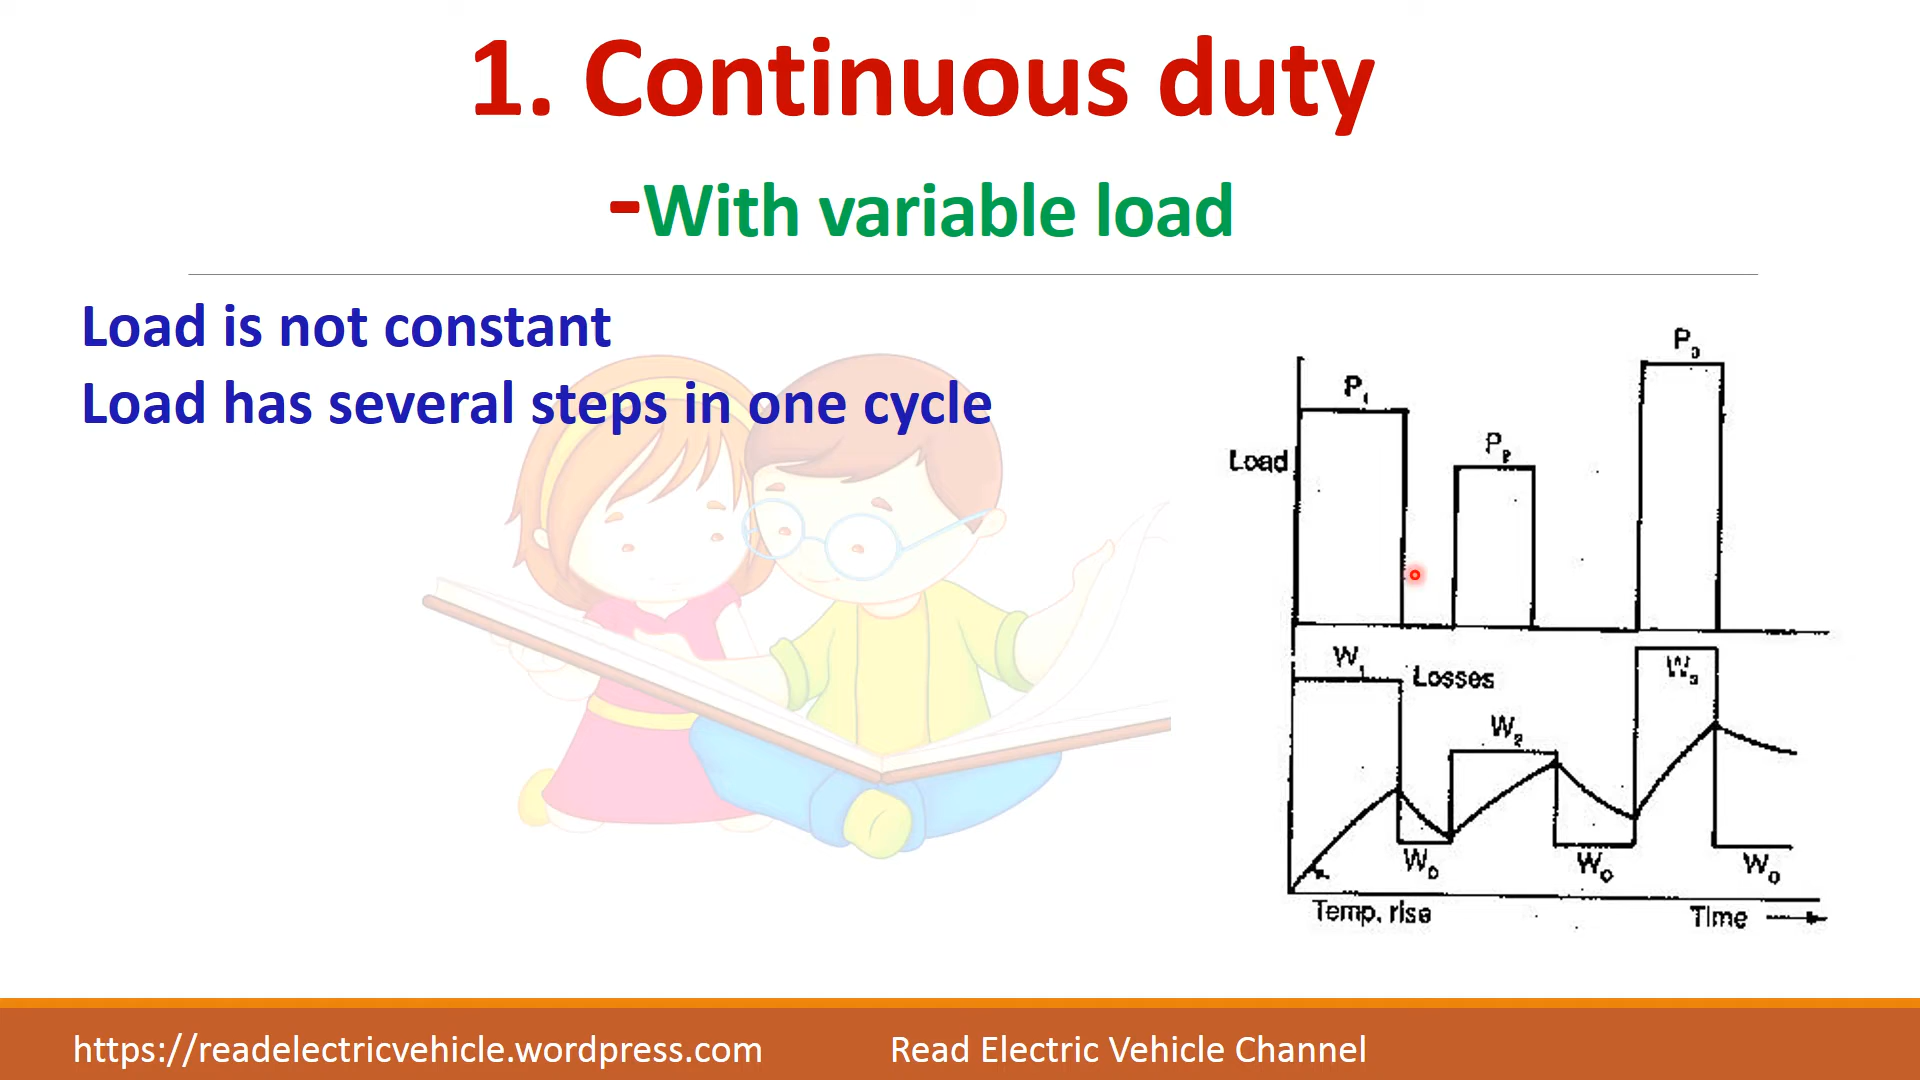 1. Continuous duty
-With variable load
Load is not constant
Load has several steps in one cycle
P₁
P₂
P₃
Load
W₁
Losses
W₂
W₃
W₀
W₀
W₀
Temp. rise
Time
https://readelectricvehicle.wordpress.com
Read Electric Vehicle Channel